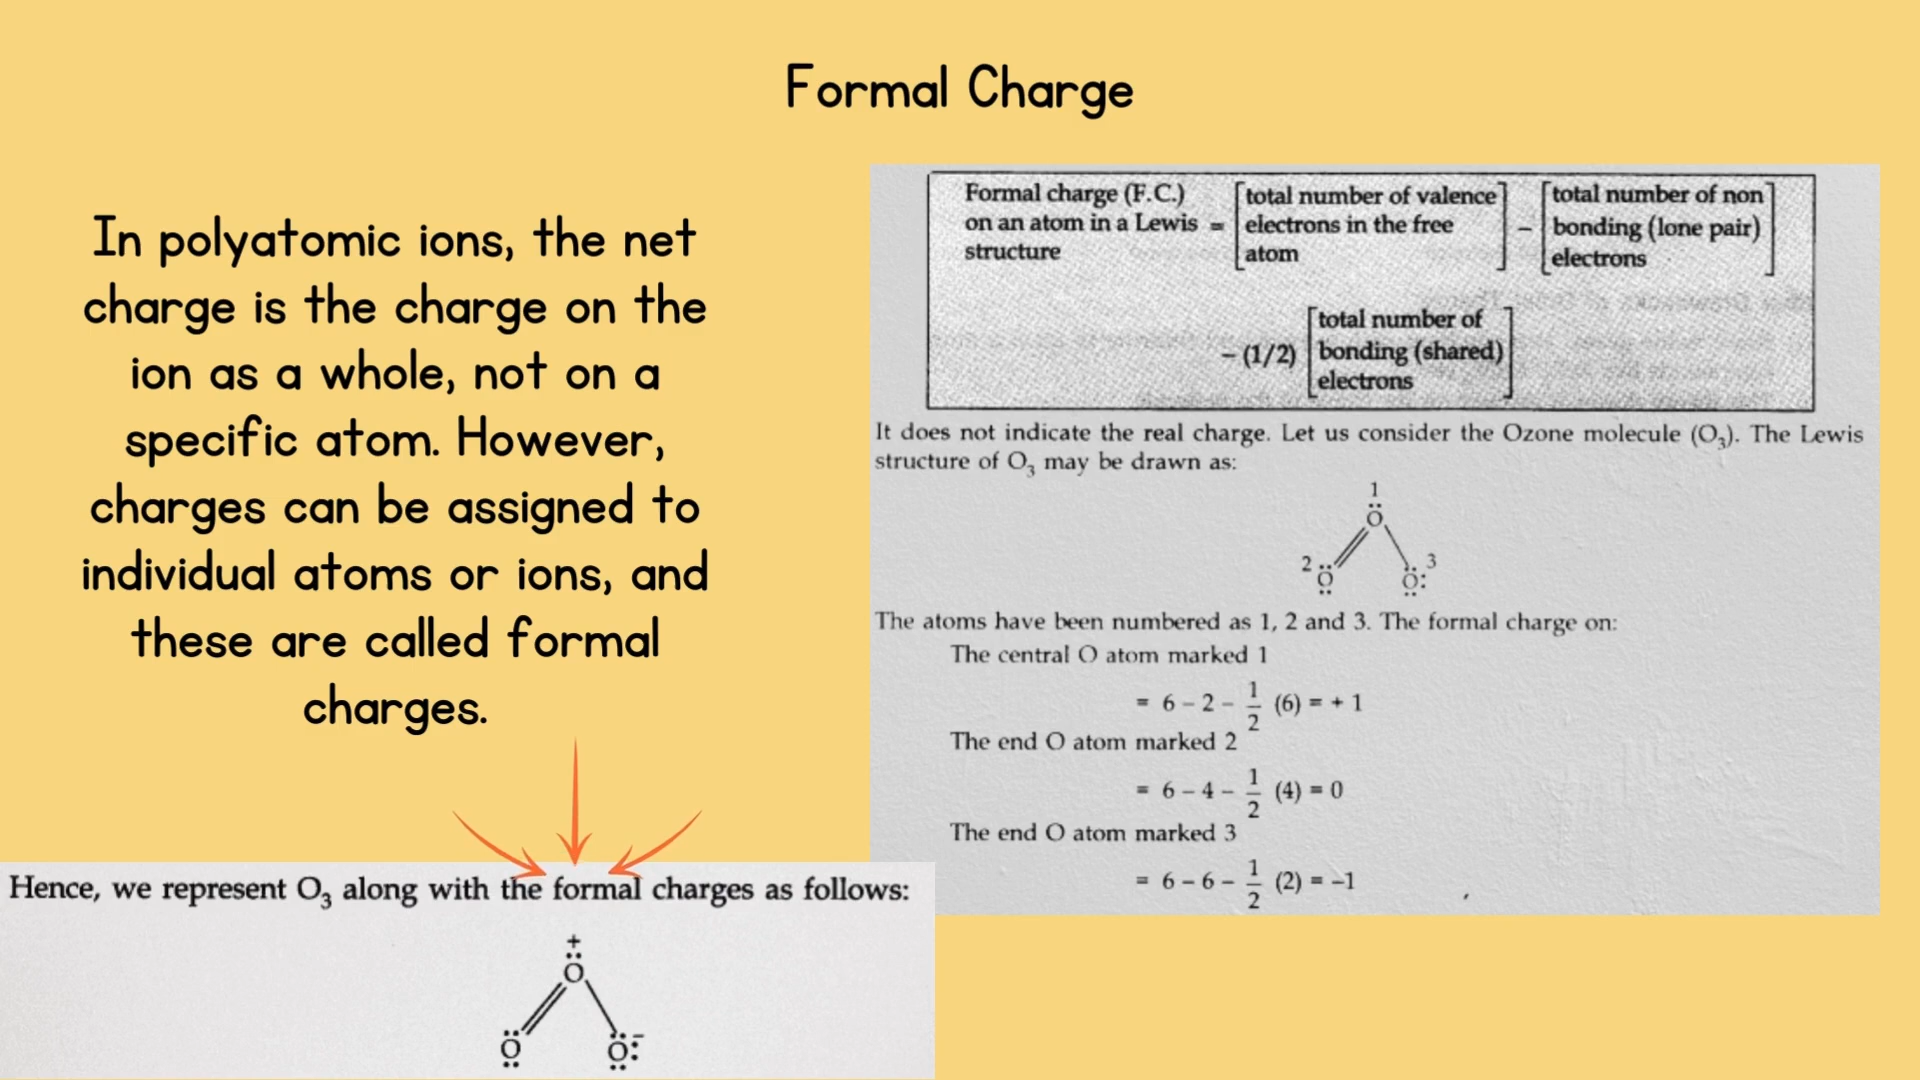 Formal Charge
In polyatomic ions, the net
charge is the charge on the
ion as a whole, not on a
specific atom. However,
charges can be assigned to
individual atoms or ions, and
these are called formal
charges.
Formal charge (F.C.) on an atom in a Lewis structure = [total number of valence electrons in the free atom] − [total number of non bonding (lone pair) electrons]
− (1/2) [total number of bonding (shared) electrons]
It does not indicate the real charge. Let us consider the Ozone molecule (O₃). The Lewis
structure of O₃ may be drawn as:
1
Ö
2 3
O O:
The atoms have been numbered as 1, 2 and 3. The formal charge on:
The central O atom marked 1
= 6 – 2 – 1/2 (6) = + 1
The end O atom marked 2
= 6 – 4 – 1/2 (4) = 0
The end O atom marked 3
= 6 – 6 – 1/2 (2) = –1
Hence, we represent O₃ along with the formal charges as follows:
+
Ö
O O: –